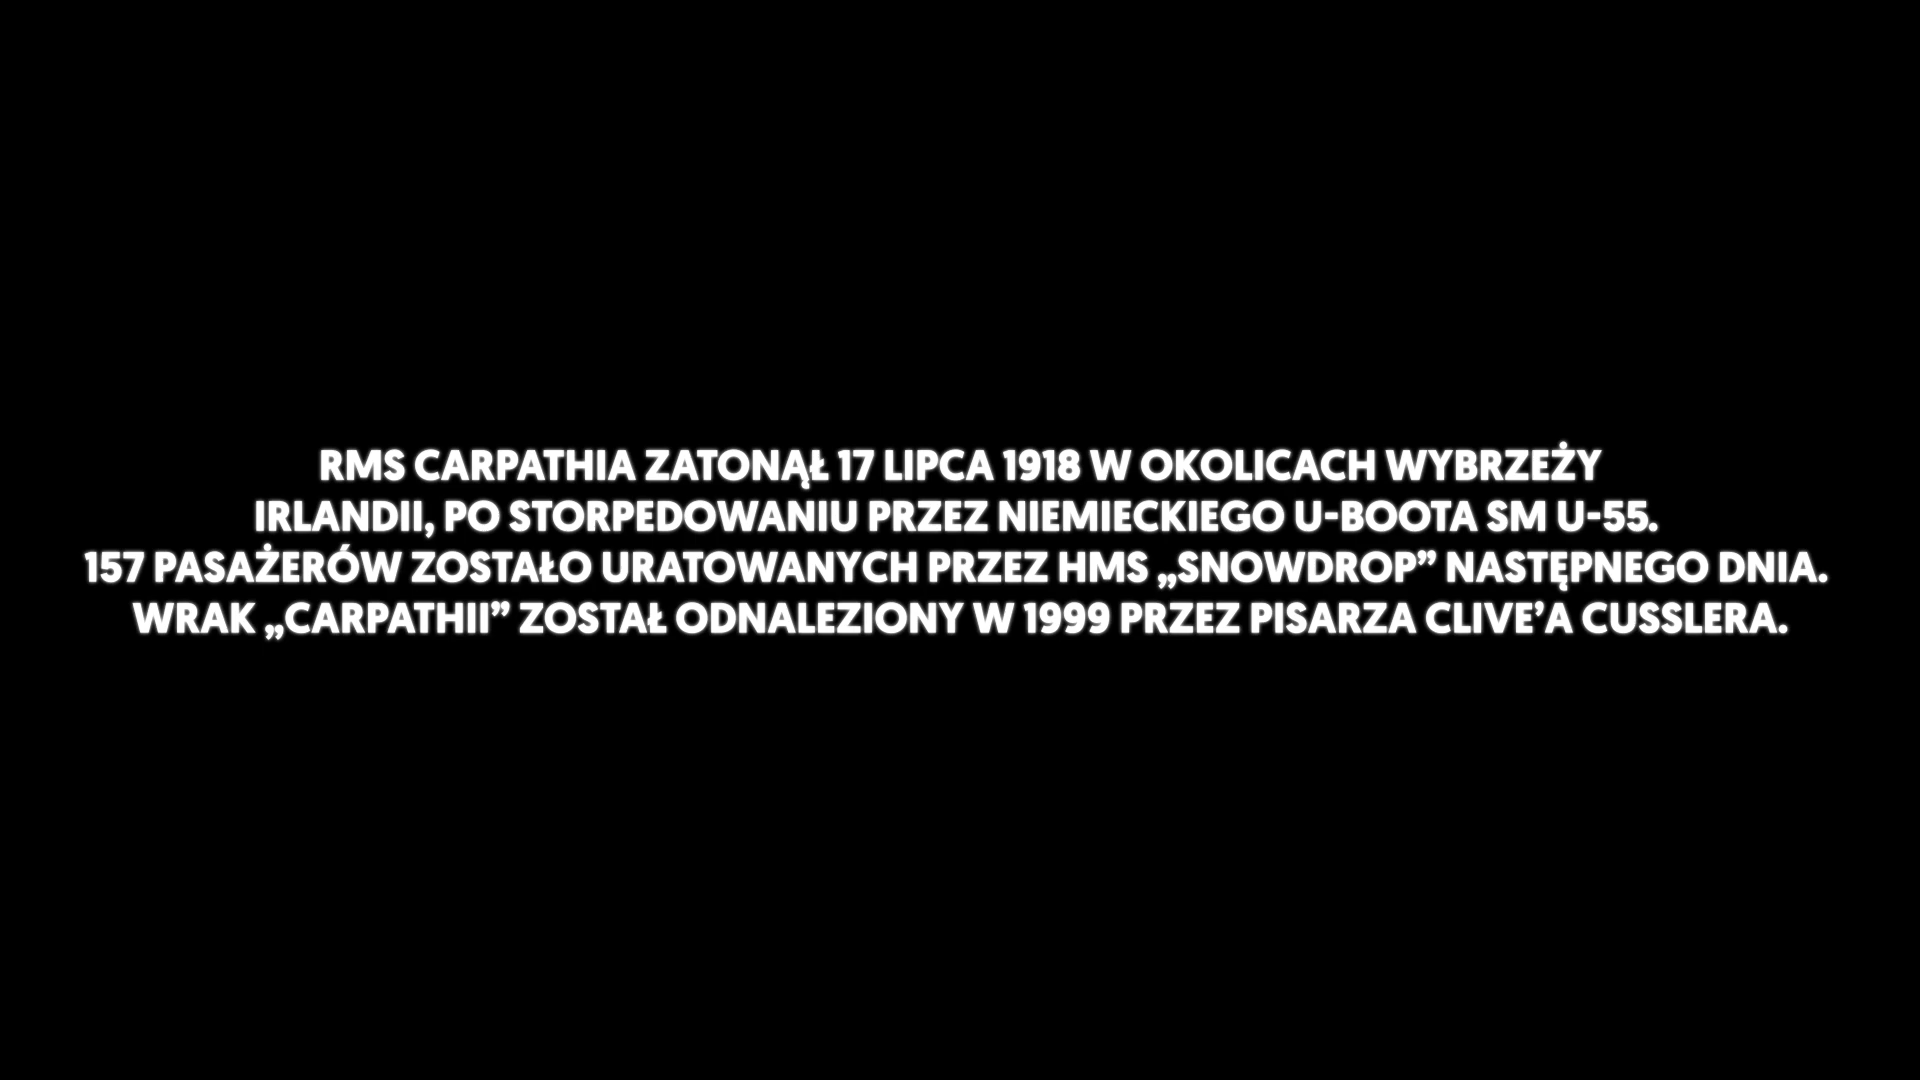 RMS CARPATHIA ZATONĄŁ 17 LIPCA 1918 W OKOLICACH WYBRZEŻY
IRLANDII, PO STORPEDOWANIU PRZEZ NIEMIECKIEGO U-BOOTA SM U-55.
157 PASAŻERÓW ZOSTAŁO URATOWANYCH PRZEZ HMS „SNOWDROP” NASTĘPNEGO DNIA.
WRAK „CARPATHII” ZOSTAŁ ODNALEZIONY W 1999 PRZEZ PISARZA CLIVE’A CUSSLERA.